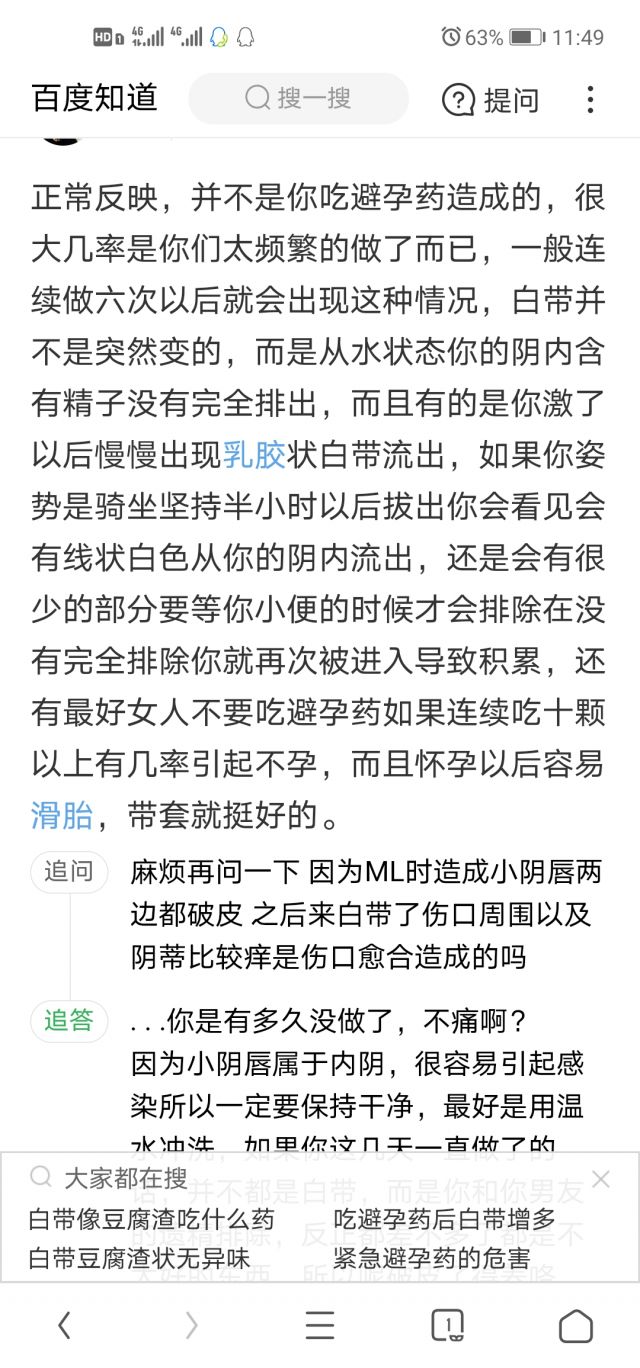 HD 1 4G 4G 63% 11:49
百度知道 搜一搜 提问
正常反映，并不是你吃避孕药造成的，很
大几率是你们太频繁的做了而已，一般连
续做六次以后就会出现这种情况，白带并
不是突然变的，而是从水状态你的阴内含
有精子没有完全排出，而且有的是你激了
以后慢慢出现乳胶状白带流出，如果你姿
势是骑坐坚持半小时以后拔出你会看见会
有线状白色从你的阴内流出，还是会有很
少的部分要等你小便的时候才会排除在没
有完全排除你就再次被进入导致积累，还
有最好女人不要吃避孕药如果连续吃十颗
以上有几率引起不孕，而且怀孕以后容易
滑胎，带套就挺好的。
追问 麻烦再问一下 因为ML时造成小阴唇两
边都破皮 之后来白带了伤口周围以及
阴蒂比较痒是伤口愈合造成的吗
追答 ...你是有多久没做了，不痛啊？
因为小阴唇属于内阴，很容易引起感
染所以一定要保持干净，最好是用温
水冲洗，如果你这几天一直做了的
话，并不都是白带，而是你和你男友
大家都在搜
白带像豆腐渣吃什么药 吃避孕药后白带增多
白带豆腐渣状无异味 紧急避孕药的危害
1